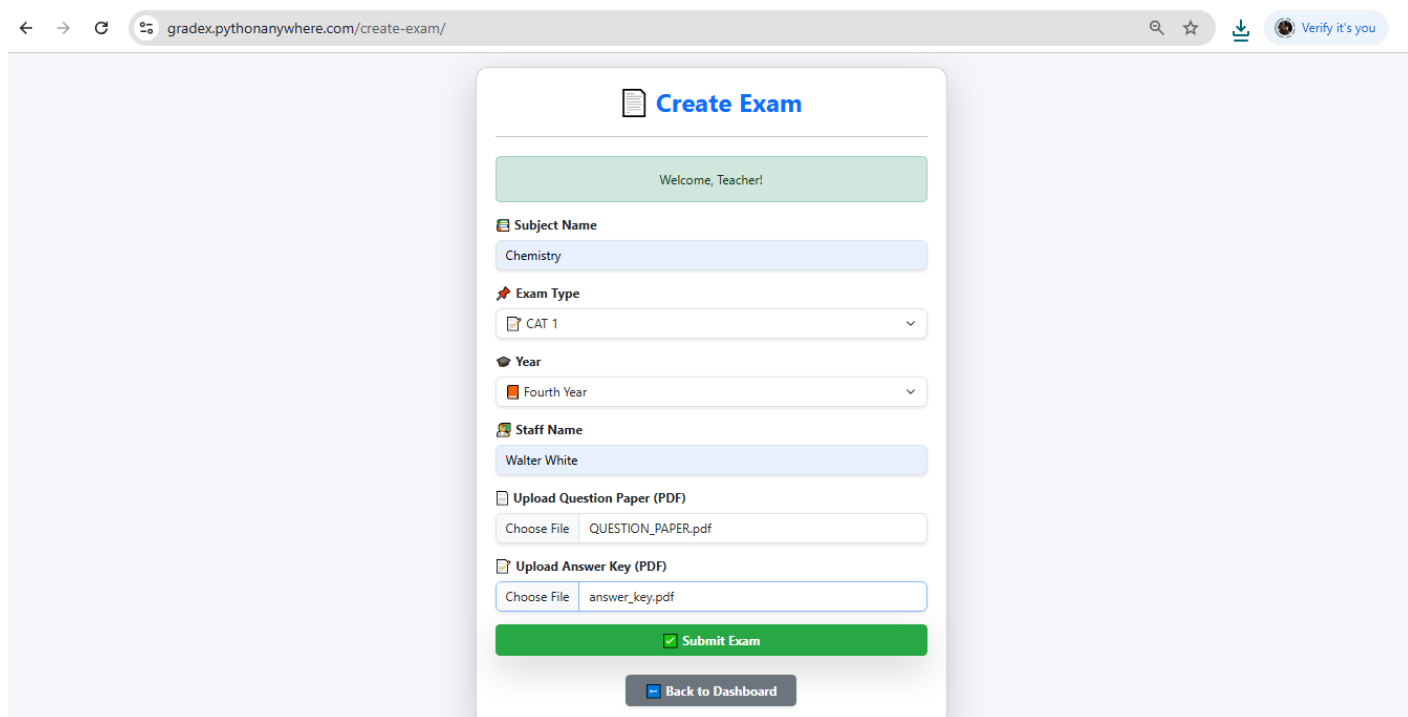 gradex.pythonanywhere.com/create-exam/
Verify it's you
Create Exam
Welcome, Teacher!
Subject Name
Chemistry
Exam Type
CAT 1
Year
Fourth Year
Staff Name
Walter White
Upload Question Paper (PDF)
Choose File QUESTION_PAPER.pdf
Upload Answer Key (PDF)
Choose File answer_key.pdf
Submit Exam
Back to Dashboard